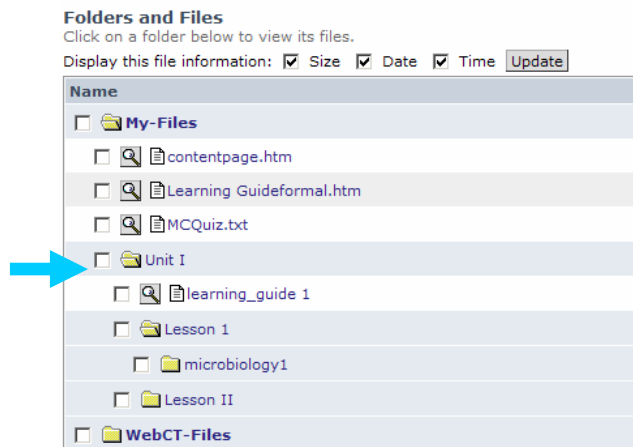 Folders and Files
Click on a folder below to view its files.
Display this file information: Size Date Time Update
Name
My-Files
contentpage.htm
Learning Guideformal.htm
MCQuiz.txt
Unit I
learning_guide 1
Lesson 1
microbiology1
Lesson II
WebCT-Files